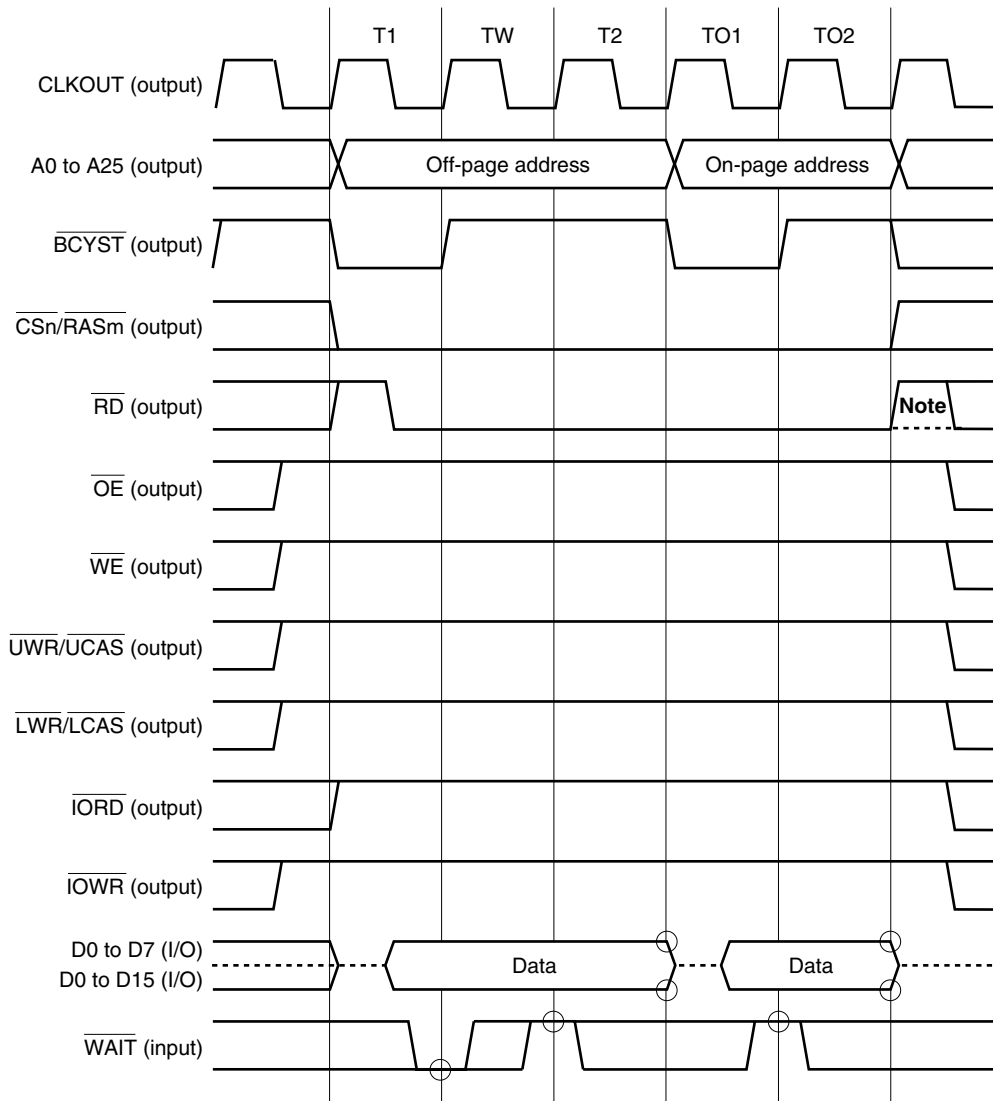 T1 TW T2 TO1 TO2
CLKOUT (output)
A0 to A25 (output) Off-page address On-page address
BCYST (output)
CSn/RASm (output)
RD (output) Note
OE (output)
WE (output)
UWR/UCAS (output)
LWR/LCAS (output)
IORD (output)
IOWR (output)
D0 to D7 (I/O)
Data Data
D0 to D15 (I/O)
WAIT (input)